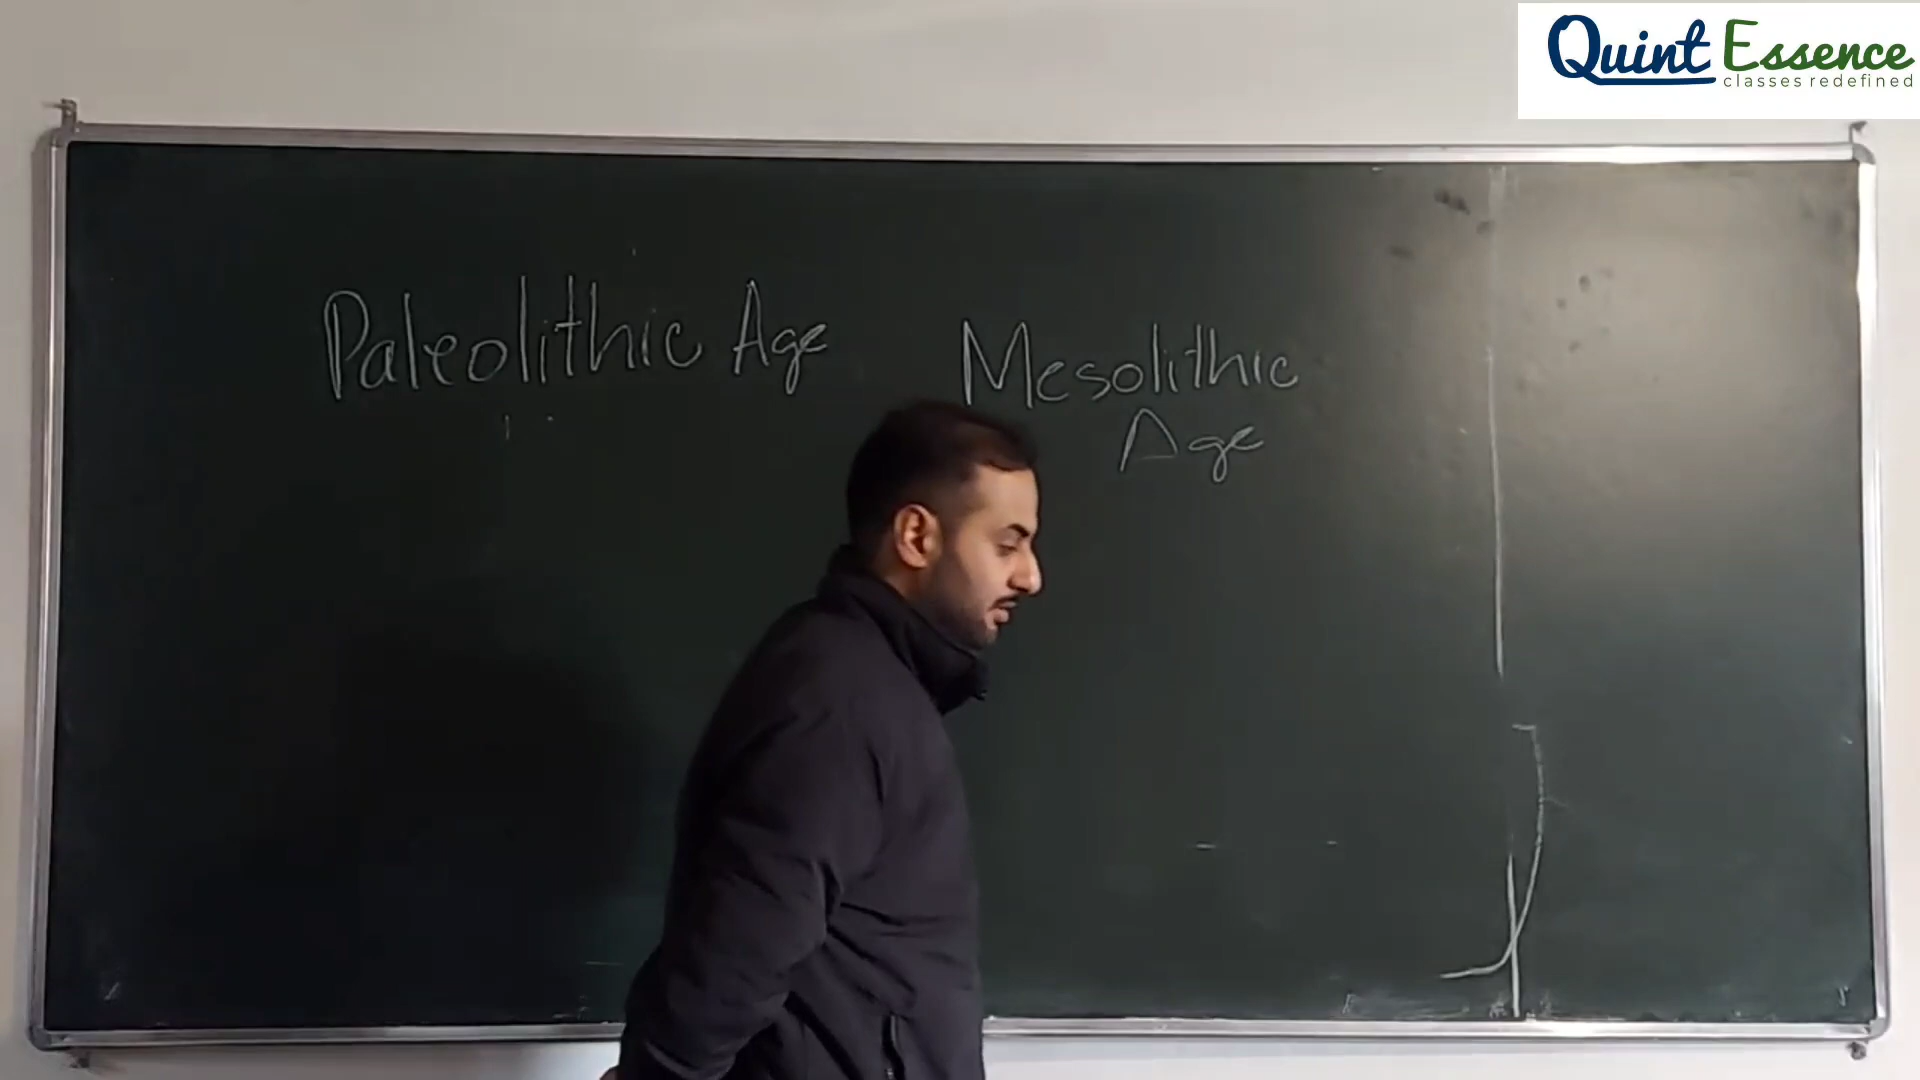 Quint Essence
classes redefined
Paleolithic Age
Mesolithic
Age